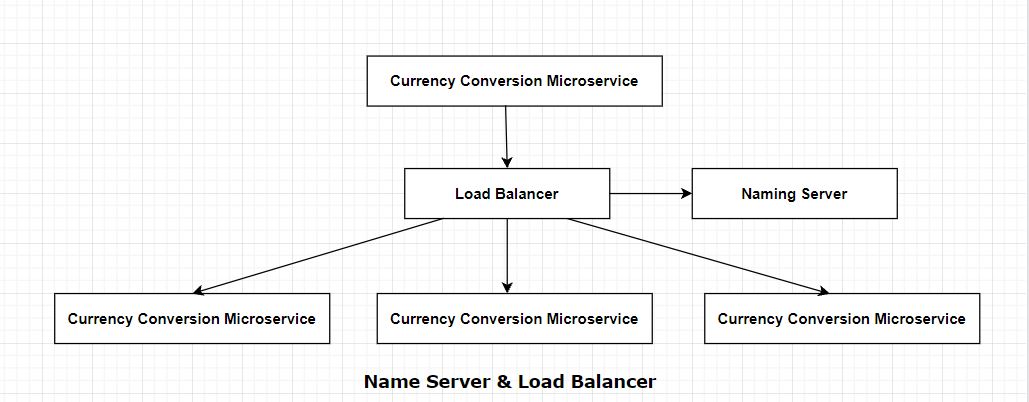 Currency Conversion Microservice
Load Balancer
Naming Server
Currency Conversion Microservice
Currency Conversion Microservice
Currency Conversion Microservice
Name Server & Load Balancer